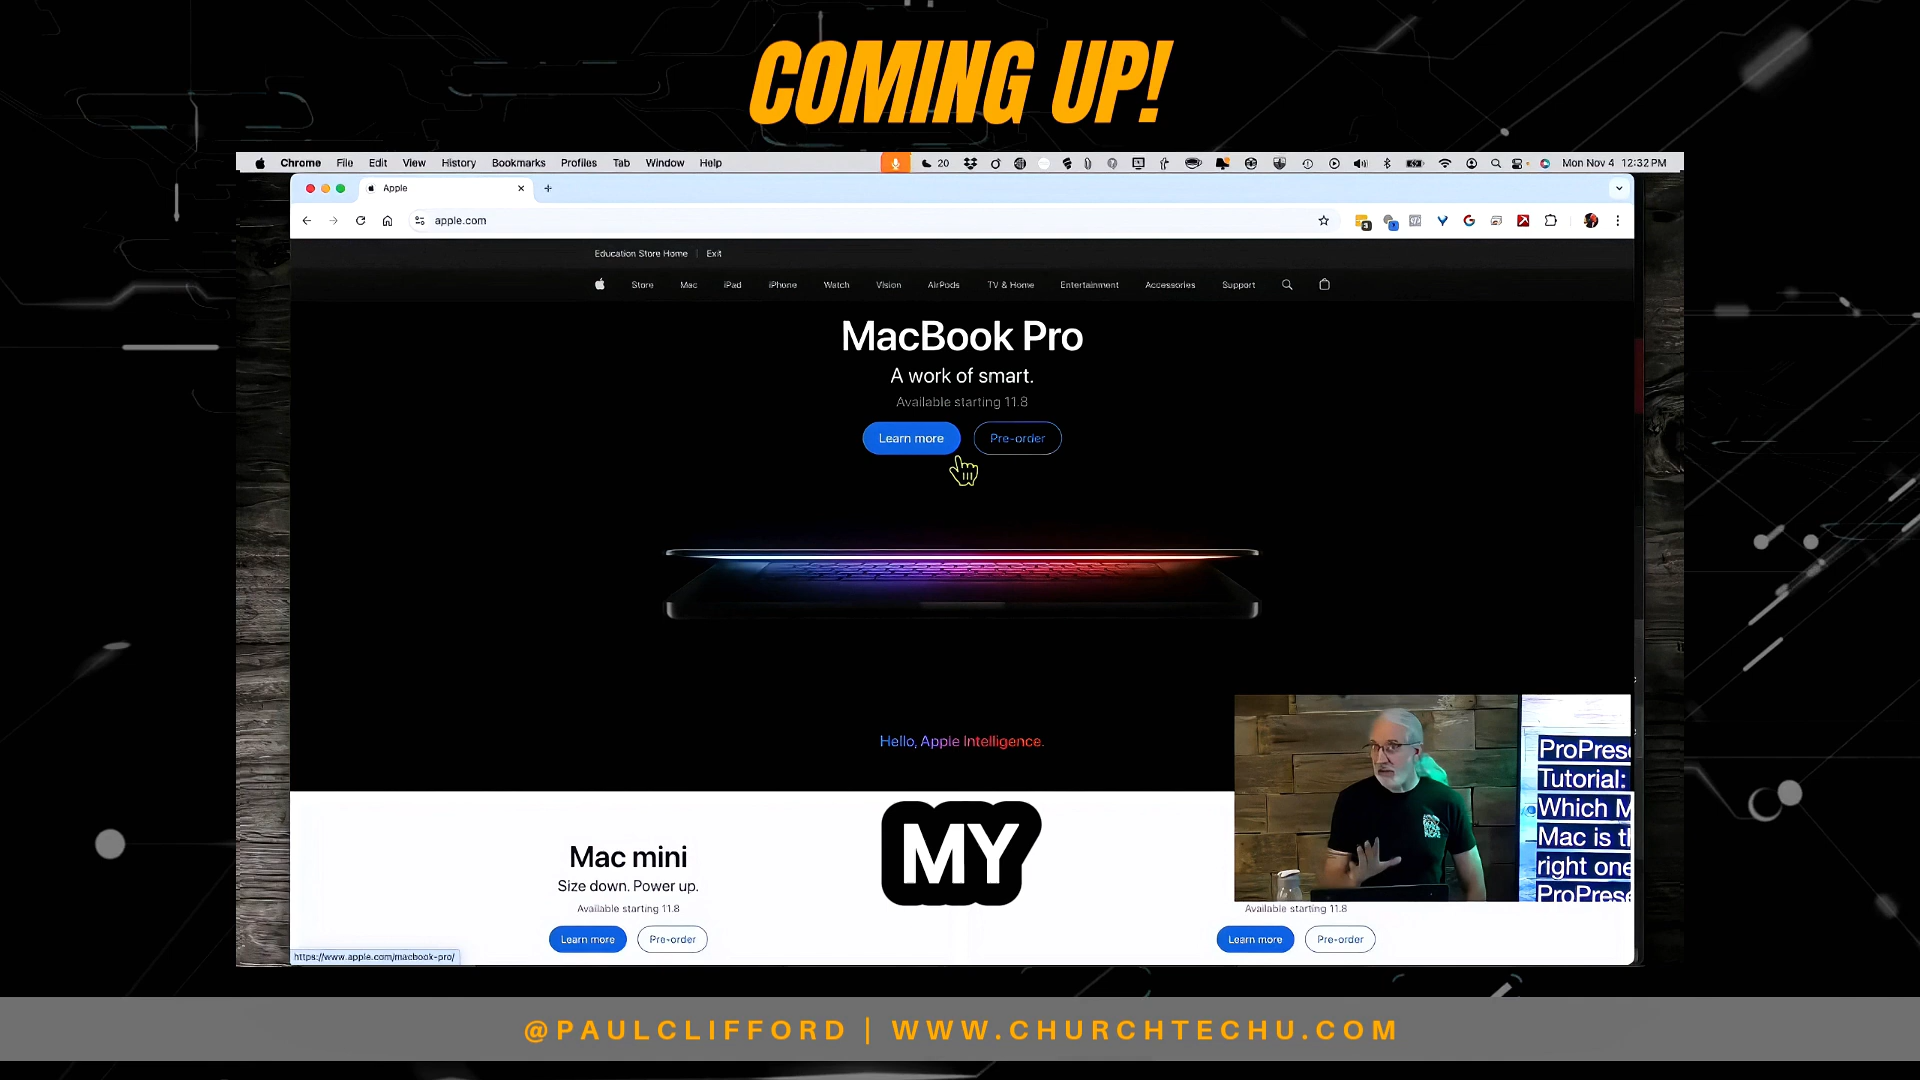 COMING UP!
Chrome File Edit View History Bookmarks Profiles Tab Window Help 20 Mon Nov 4 12:32 PM
Apple
apple.com
Education Store Home | Exit
Store Mac iPad iPhone Watch Vision AirPods TV & Home Entertainment Accessories Support
MacBook Pro
A work of smart.
Available starting 11.8
Learn more Pre-order
Hello, Apple Intelligence.
ProPrese
Tutorial:
Which M
Mac is th
right one
ProPrese
MY
Mac mini
Size down. Power up.
Available starting 11.8
Learn more Pre-order
Available starting 11.8
Learn more Pre-order
https://www.apple.com/macbook-pro/
@PAULCLIFFORD | WWW.CHURCHTECHU.COM